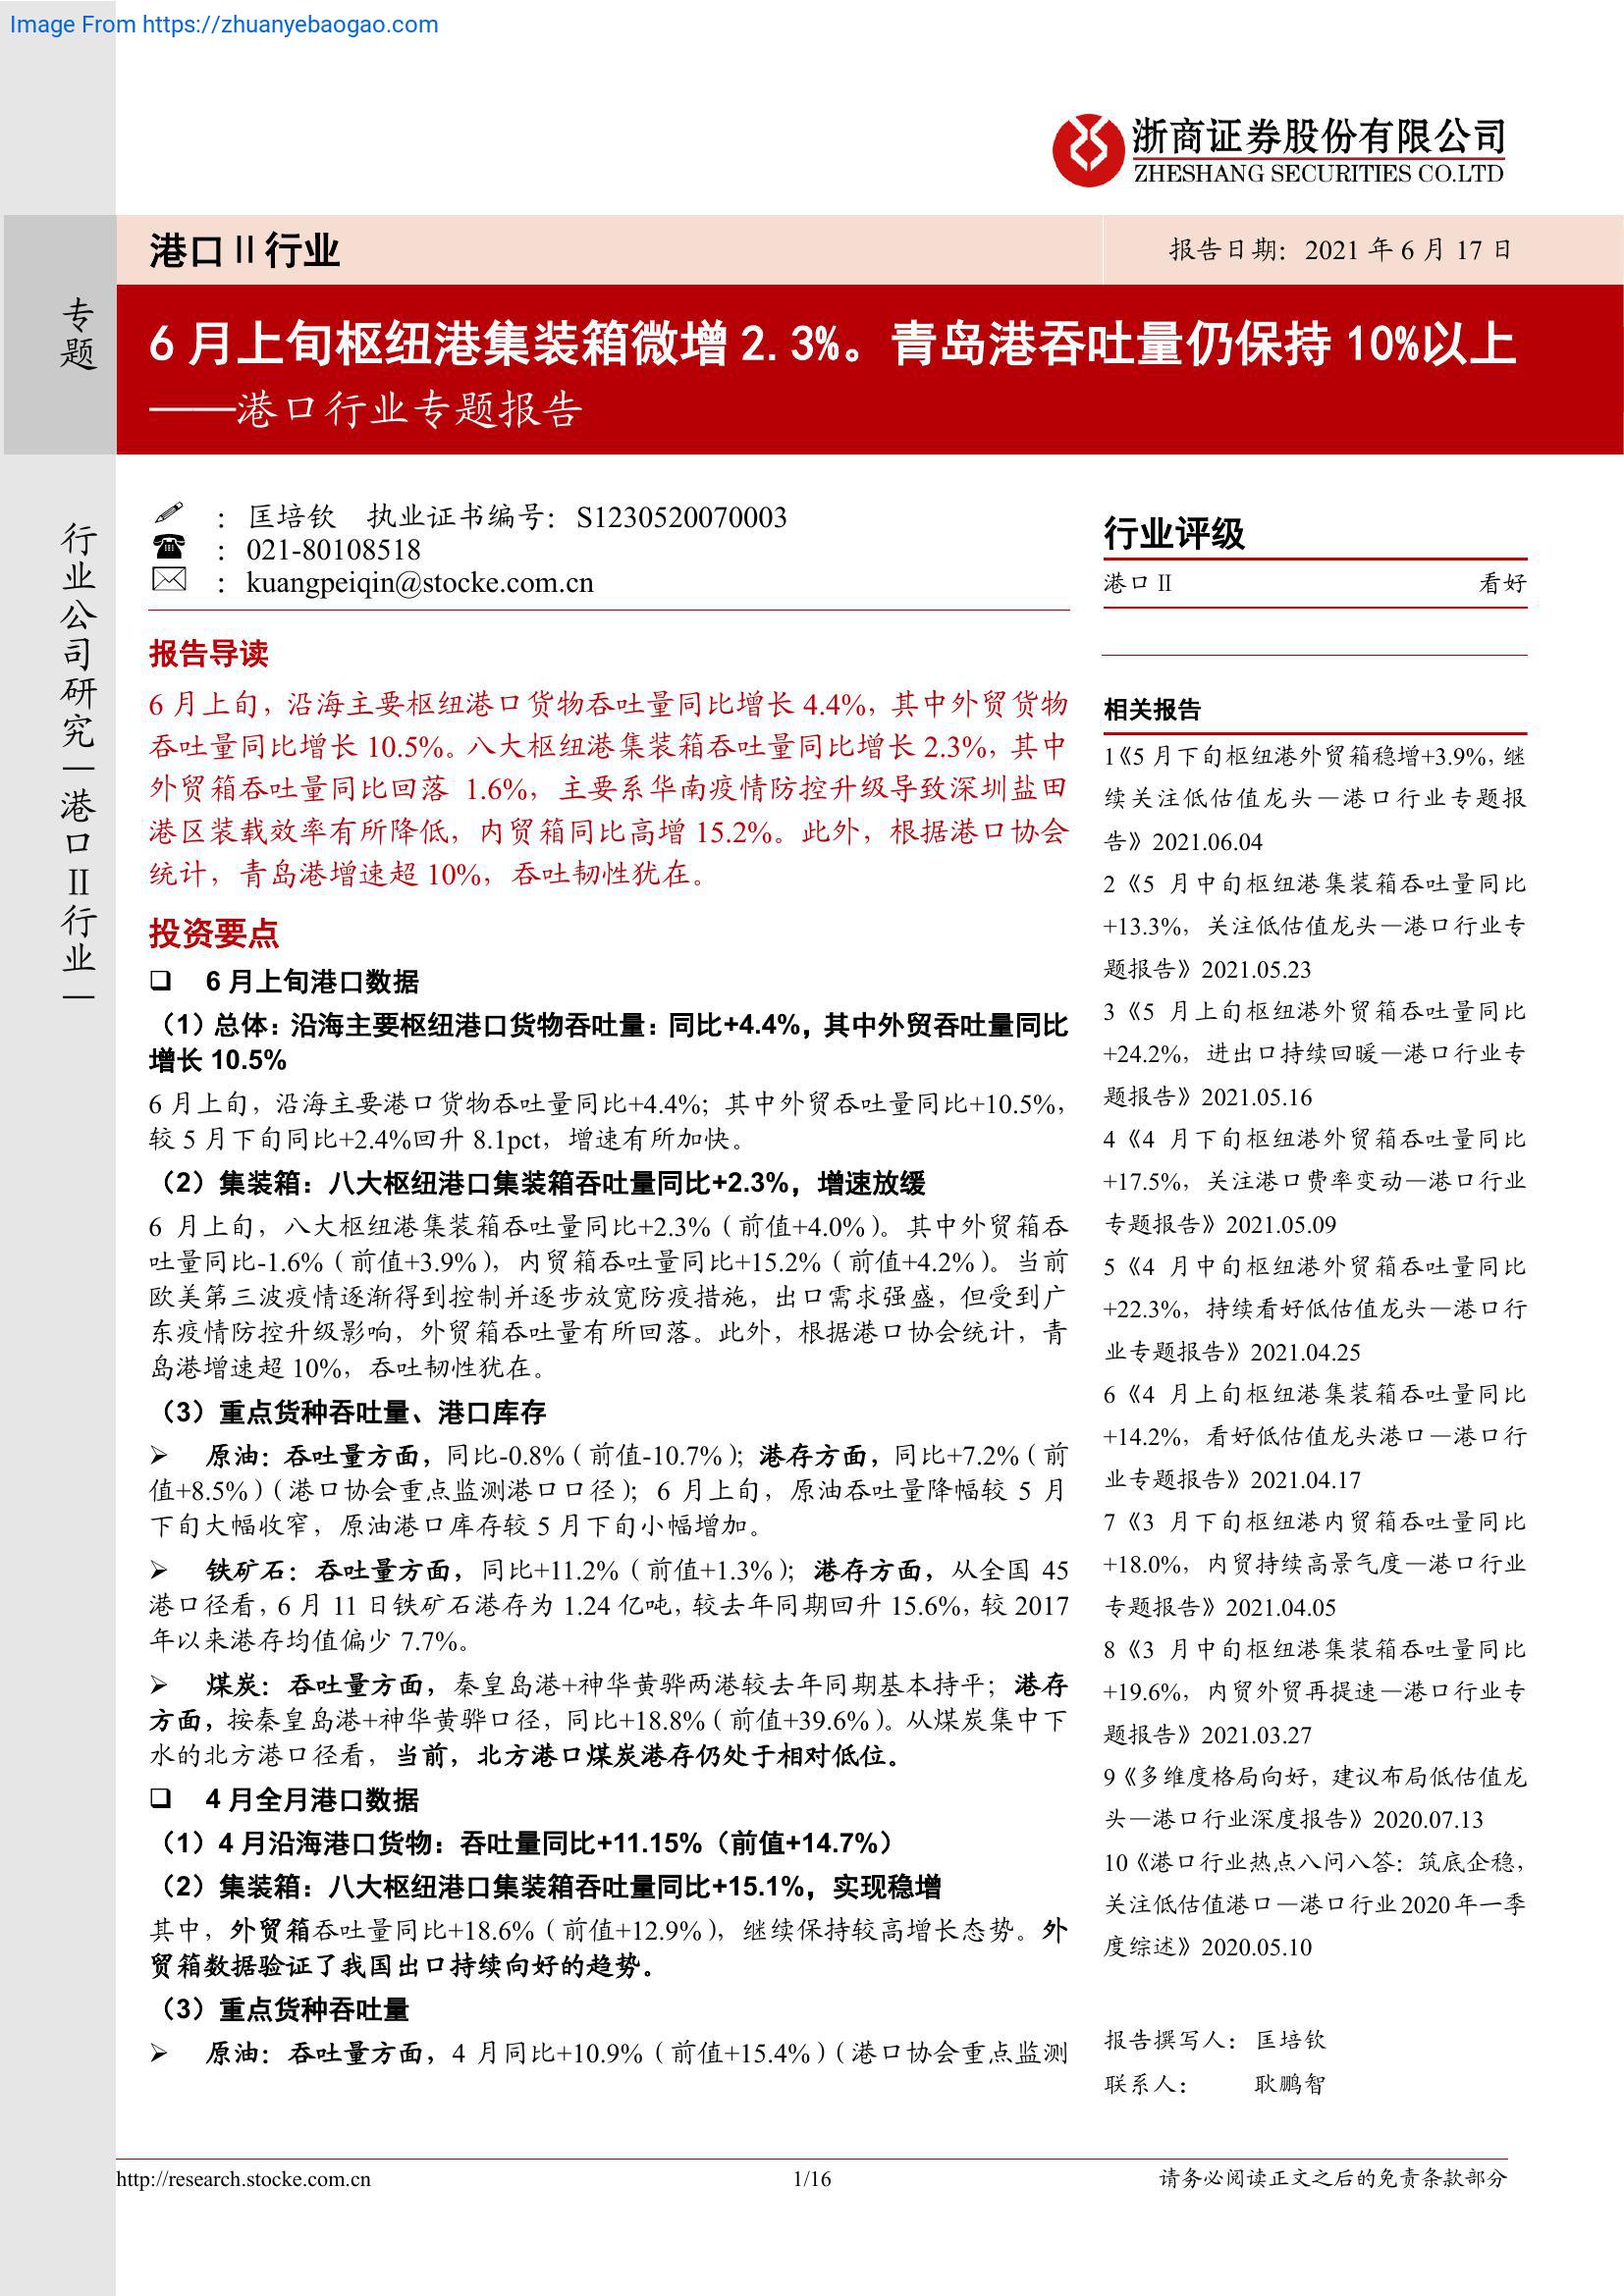 Image From https://zhuanyebaogao.com
浙商证券股份有限公司
ZHESHANG SECURITIES CO.LTD
港口Ⅱ行业
报告日期：2021 年 6 月 17 日
专题
6 月上旬枢纽港集装箱微增 2.3%。青岛港吞吐量仍保持 10%以上
——港口行业专题报告
行业公司研究|港口Ⅱ行业|
：匡培钦 执业证书编号：S1230520070003
：021-80108518
：kuangpeiqin@stocke.com.cn
报告导读
6 月上旬，沿海主要枢纽港口货物吞吐量同比增长 4.4%，其中外贸货物
吞吐量同比增长 10.5%。八大枢纽港集装箱吞吐量同比增长 2.3%，其中
外贸箱吞吐量同比回落 1.6%，主要系华南疫情防控升级导致深圳盐田
港区装载效率有所降低，内贸箱同比高增 15.2%。此外，根据港口协会
统计，青岛港增速超 10%，吞吐韧性犹在。
投资要点
❑ 6 月上旬港口数据
（1）总体：沿海主要枢纽港口货物吞吐量：同比+4.4%，其中外贸吞吐量同比
增长 10.5%
6 月上旬，沿海主要港口货物吞吐量同比+4.4%；其中外贸吞吐量同比+10.5%，
较 5 月下旬同比+2.4%回升 8.1pct，增速有所加快。
（2）集装箱：八大枢纽港口集装箱吞吐量同比+2.3%，增速放缓
6 月上旬，八大枢纽港集装箱吞吐量同比+2.3%（前值+4.0%）。其中外贸箱吞
吐量同比-1.6%（前值+3.9%），内贸箱吞吐量同比+15.2%（前值+4.2%）。当前
欧美第三波疫情逐渐得到控制并逐步放宽防疫措施，出口需求强盛，但受到广
东疫情防控升级影响，外贸箱吞吐量有所回落。此外，根据港口协会统计，青
岛港增速超 10%，吞吐韧性犹在。
（3）重点货种吞吐量、港口库存
➢ 原油：吞吐量方面，同比-0.8%（前值-10.7%）；港存方面，同比+7.2%（前
值+8.5%）（港口协会重点监测港口口径）；6 月上旬，原油吞吐量降幅较 5 月
下旬大幅收窄，原油港口库存较 5 月下旬小幅增加。
➢ 铁矿石：吞吐量方面，同比+11.2%（前值+1.3%）；港存方面，从全国 45
港口径看，6 月 11 日铁矿石港存为 1.24 亿吨，较去年同期回升 15.6%，较 2017
年以来港存均值偏少 7.7%。
➢ 煤炭：吞吐量方面，秦皇岛港+神华黄骅两港较去年同期基本持平；港存
方面，按秦皇岛港+神华黄骅口径，同比+18.8%（前值+39.6%）。从煤炭集中下
水的北方港口径看，当前，北方港口煤炭港存仍处于相对低位。
❑ 4 月全月港口数据
（1）4 月沿海港口货物：吞吐量同比+11.15%（前值+14.7%）
（2）集装箱：八大枢纽港口集装箱吞吐量同比+15.1%，实现稳增
其中，外贸箱吞吐量同比+18.6%（前值+12.9%），继续保持较高增长态势。外
贸箱数据验证了我国出口持续向好的趋势。
（3）重点货种吞吐量
➢ 原油：吞吐量方面，4 月同比+10.9%（前值+15.4%）（港口协会重点监测
行业评级
港口Ⅱ 看好
相关报告
1《5 月下旬枢纽港外贸箱稳增+3.9%，继
续关注低估值龙头—港口行业专题报
告》2021.06.04
2《5 月中旬枢纽港集装箱吞吐量同比
+13.3%，关注低估值龙头—港口行业专
题报告》2021.05.23
3《5 月上旬枢纽港外贸箱吞吐量同比
+24.2%，进出口持续回暖—港口行业专
题报告》2021.05.16
4《4 月下旬枢纽港外贸箱吞吐量同比
+17.5%，关注港口费率变动—港口行业
专题报告》2021.05.09
5《4 月中旬枢纽港外贸箱吞吐量同比
+22.3%，持续看好低估值龙头—港口行
业专题报告》2021.04.25
6《4 月上旬枢纽港集装箱吞吐量同比
+14.2%，看好低估值龙头港口—港口行
业专题报告》2021.04.17
7《3 月下旬枢纽港内贸箱吞吐量同比
+18.0%，内贸持续高景气度—港口行业
专题报告》2021.04.05
8《3 月中旬枢纽港集装箱吞吐量同比
+19.6%，内贸外贸再提速—港口行业专
题报告》2021.03.27
9《多维度格局向好，建议布局低估值龙
头—港口行业深度报告》2020.07.13
10《港口行业热点八问八答：筑底企稳，
关注低估值港口—港口行业2020年一季
度综述》2020.05.10
报告撰写人：匡培钦
联系人： 耿鹏智
http://research.stocke.com.cn
1/16
请务必阅读正文之后的免责条款部分